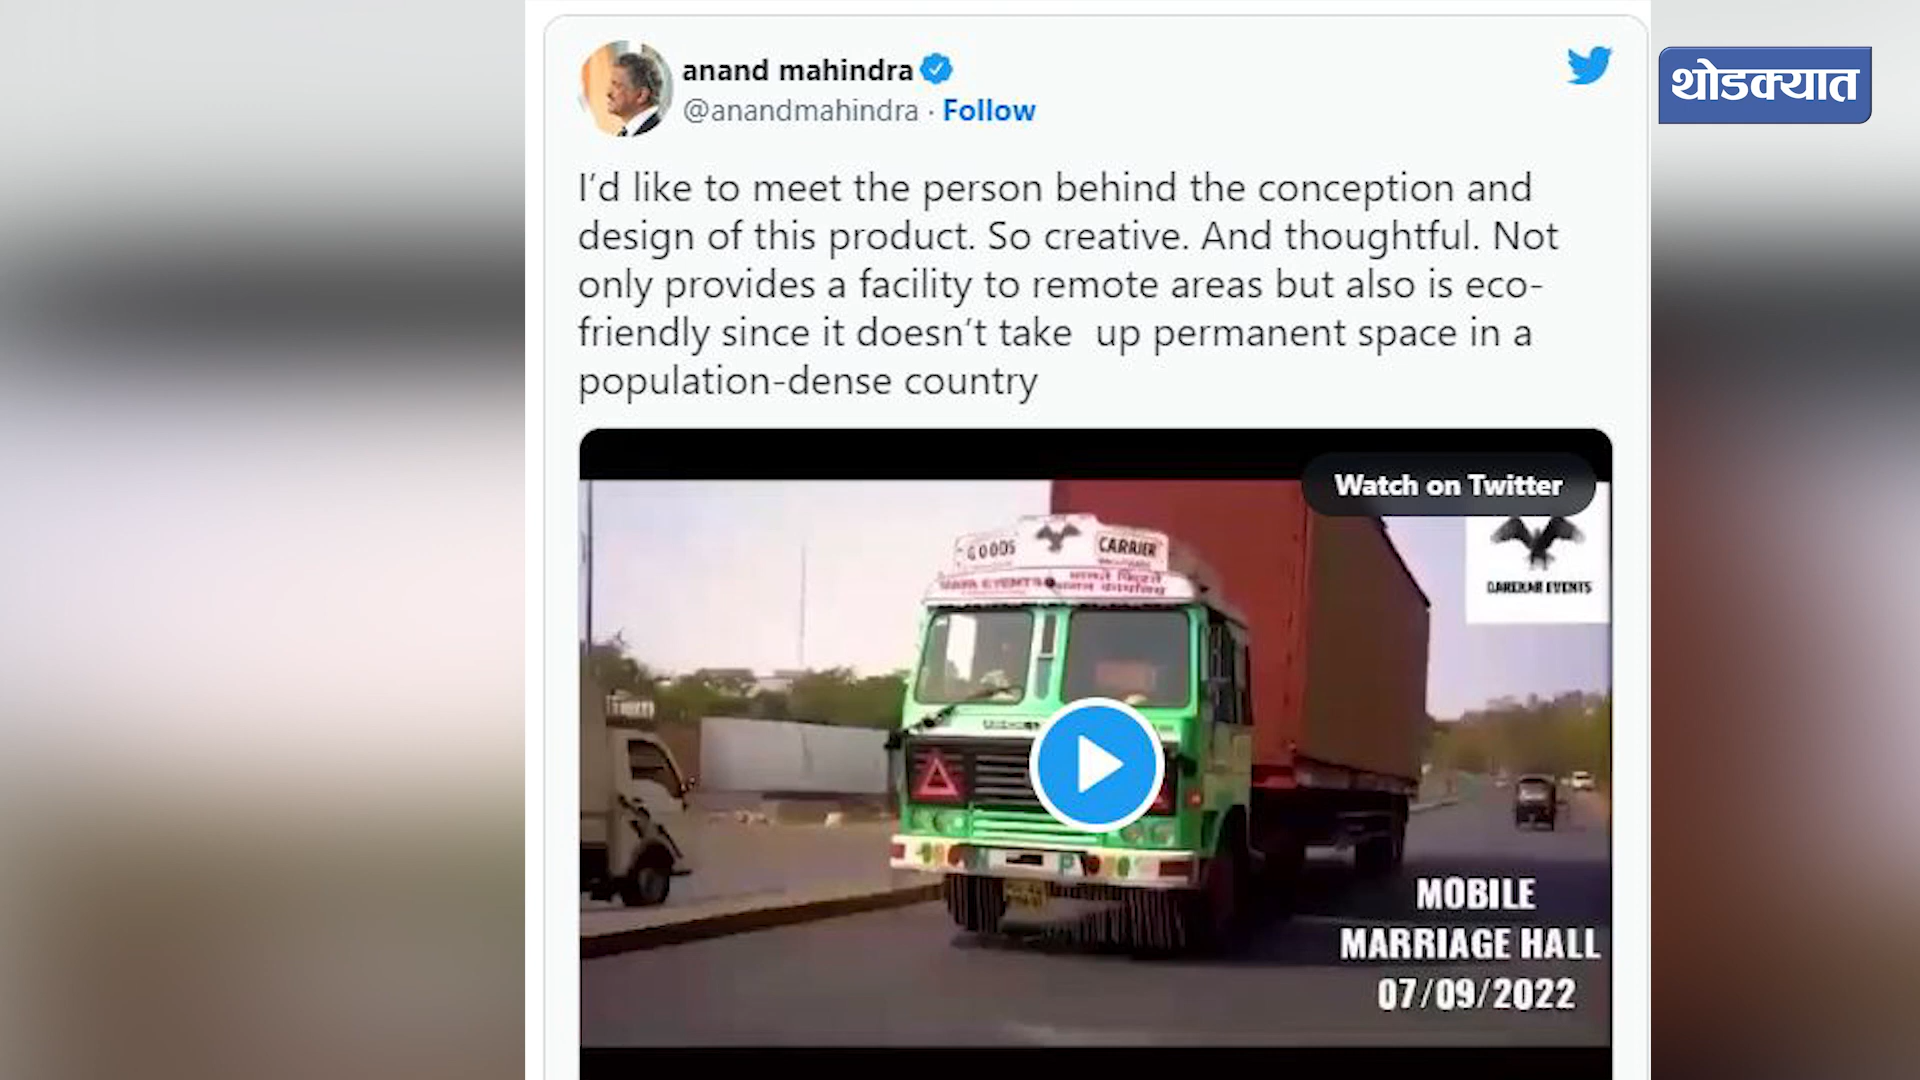 anand mahindra
@anandmahindra · Follow
थोडक्यात
I’d like to meet the person behind the conception and
design of this product. So creative. And thoughtful. Not
only provides a facility to remote areas but also is eco-
friendly since it doesn’t take  up permanent space in a
population-dense country
Watch on Twitter
GOODS CARRIER
DAREKAR EVENTS
MOBILE
MARRIAGE HALL
07/09/2022